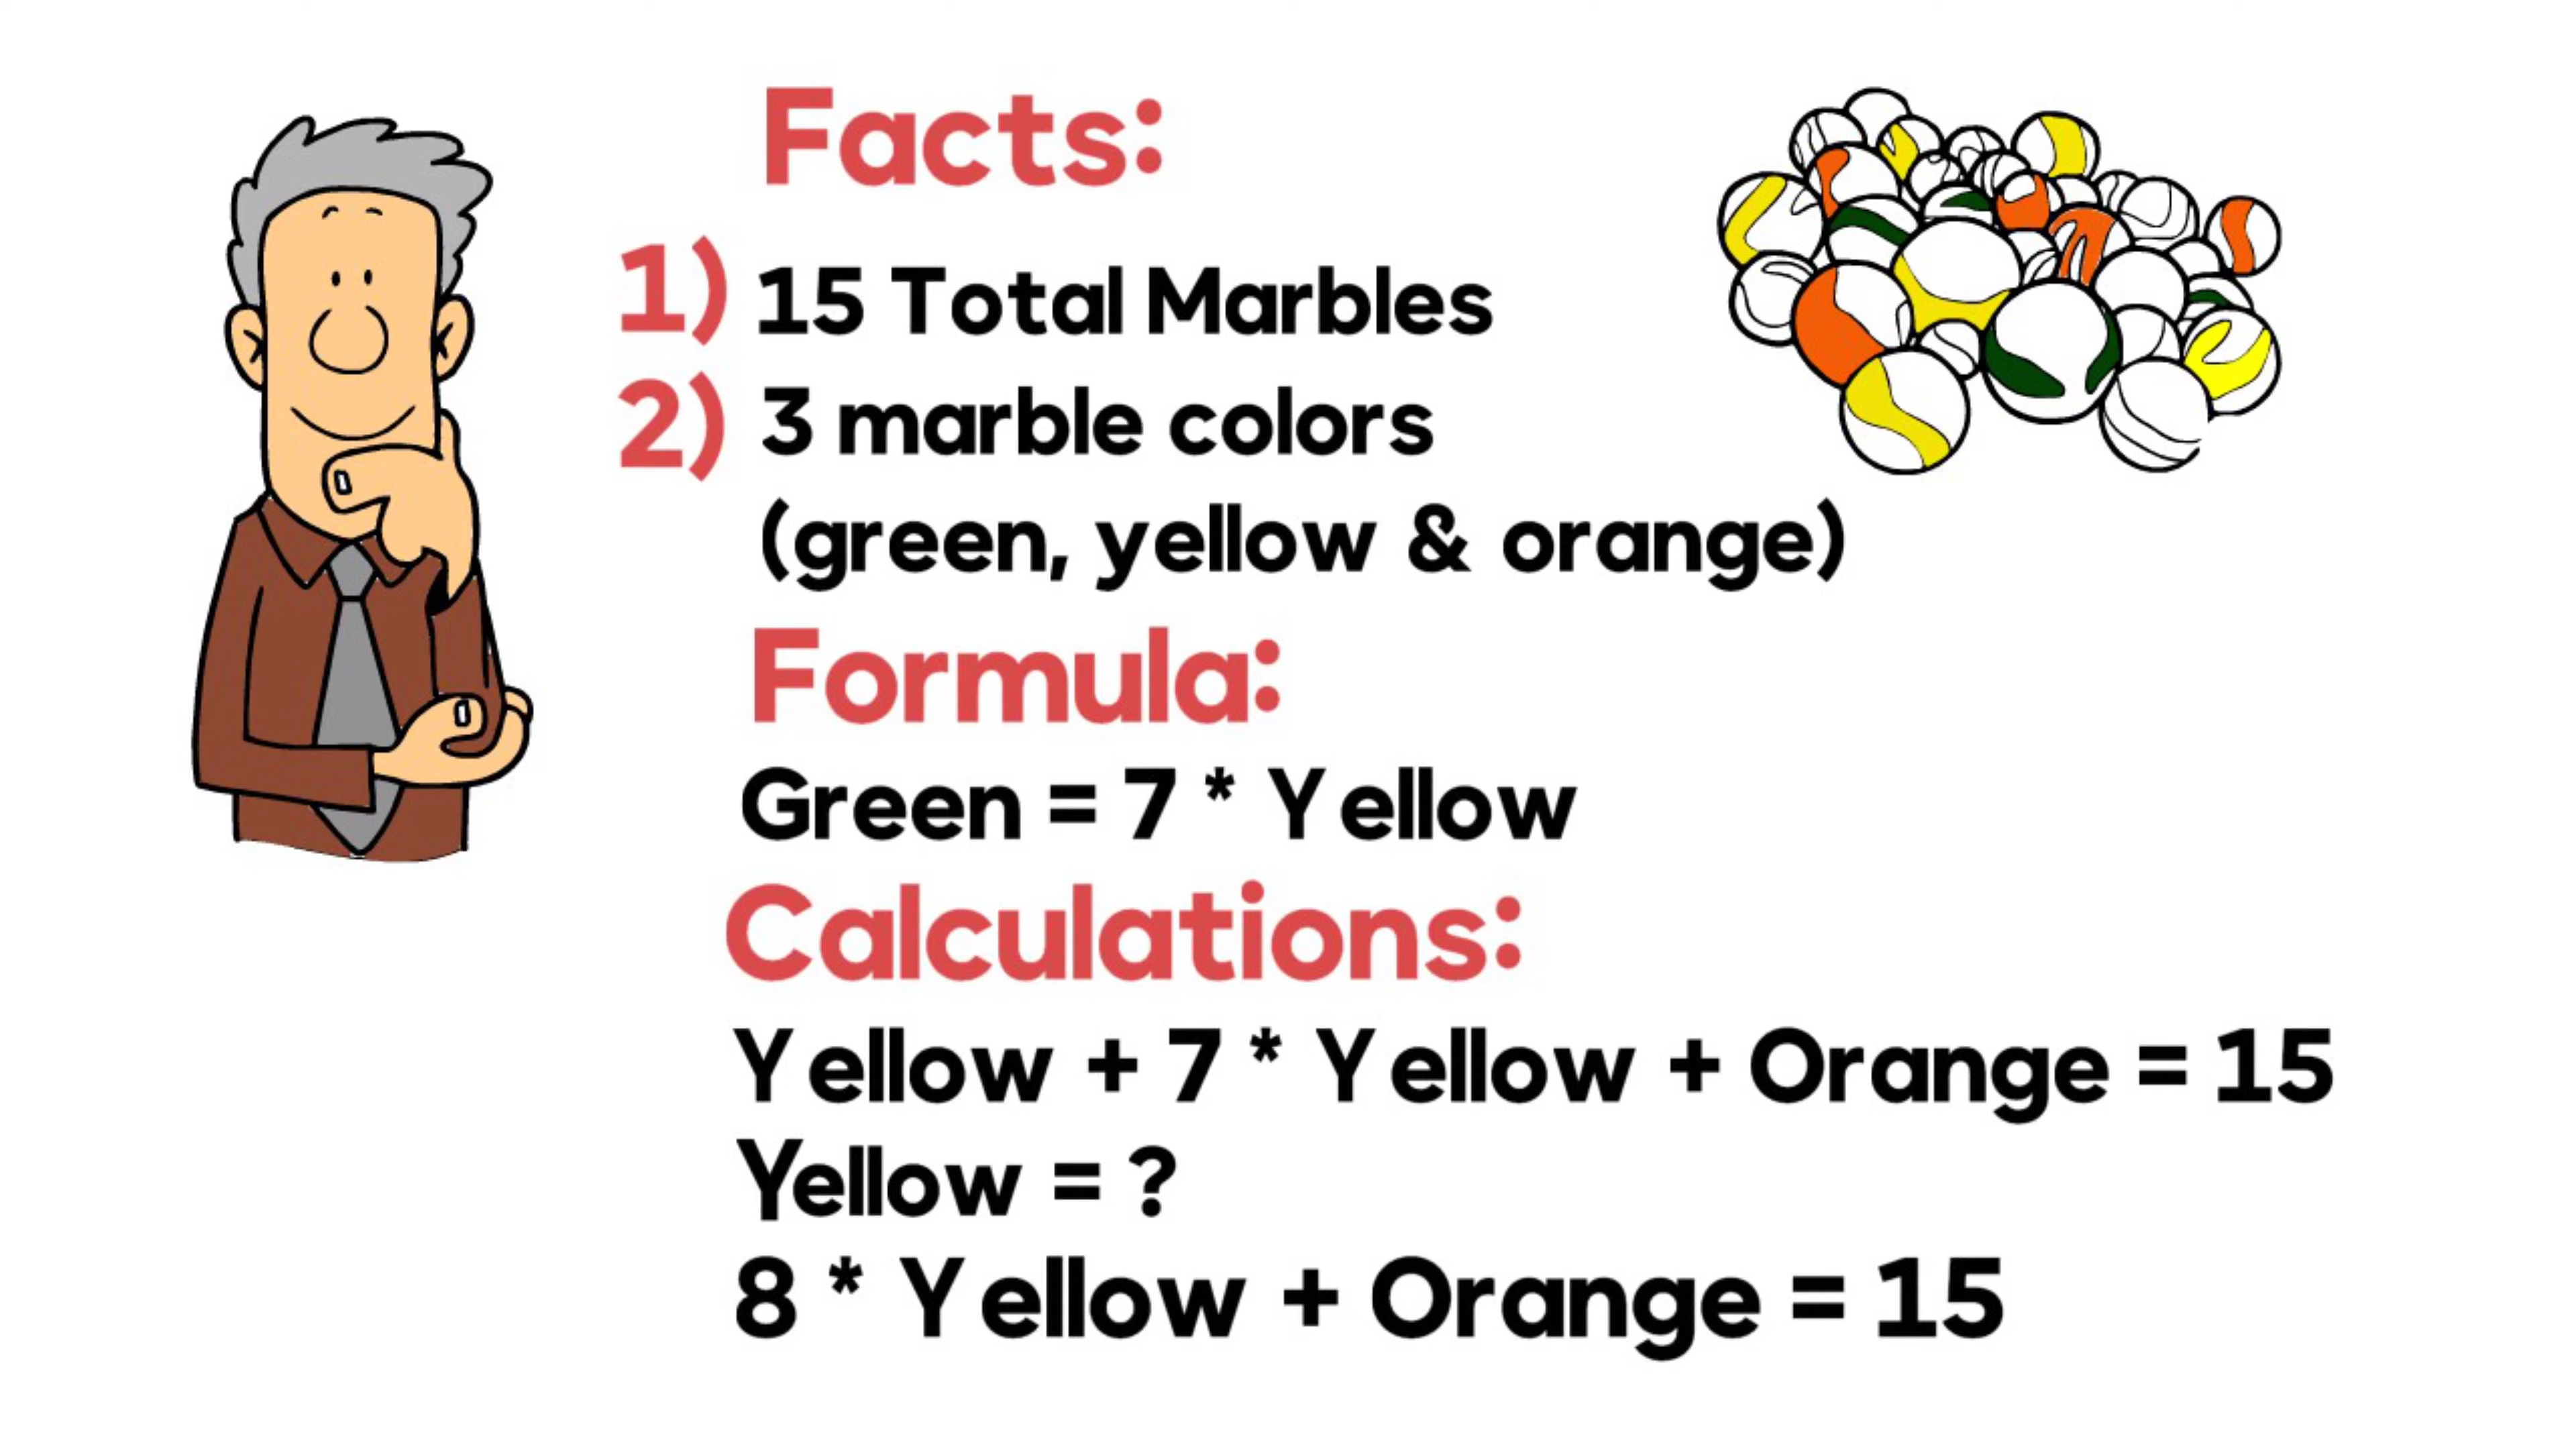 Facts:
1) 15 Total Marbles
2) 3 marble colors
(green, yellow & orange)
Formula:
Green = 7 * Yellow
Calculations:
Yellow + 7 * Yellow + Orange = 15
Yellow = ?
8 * Yellow + Orange = 15